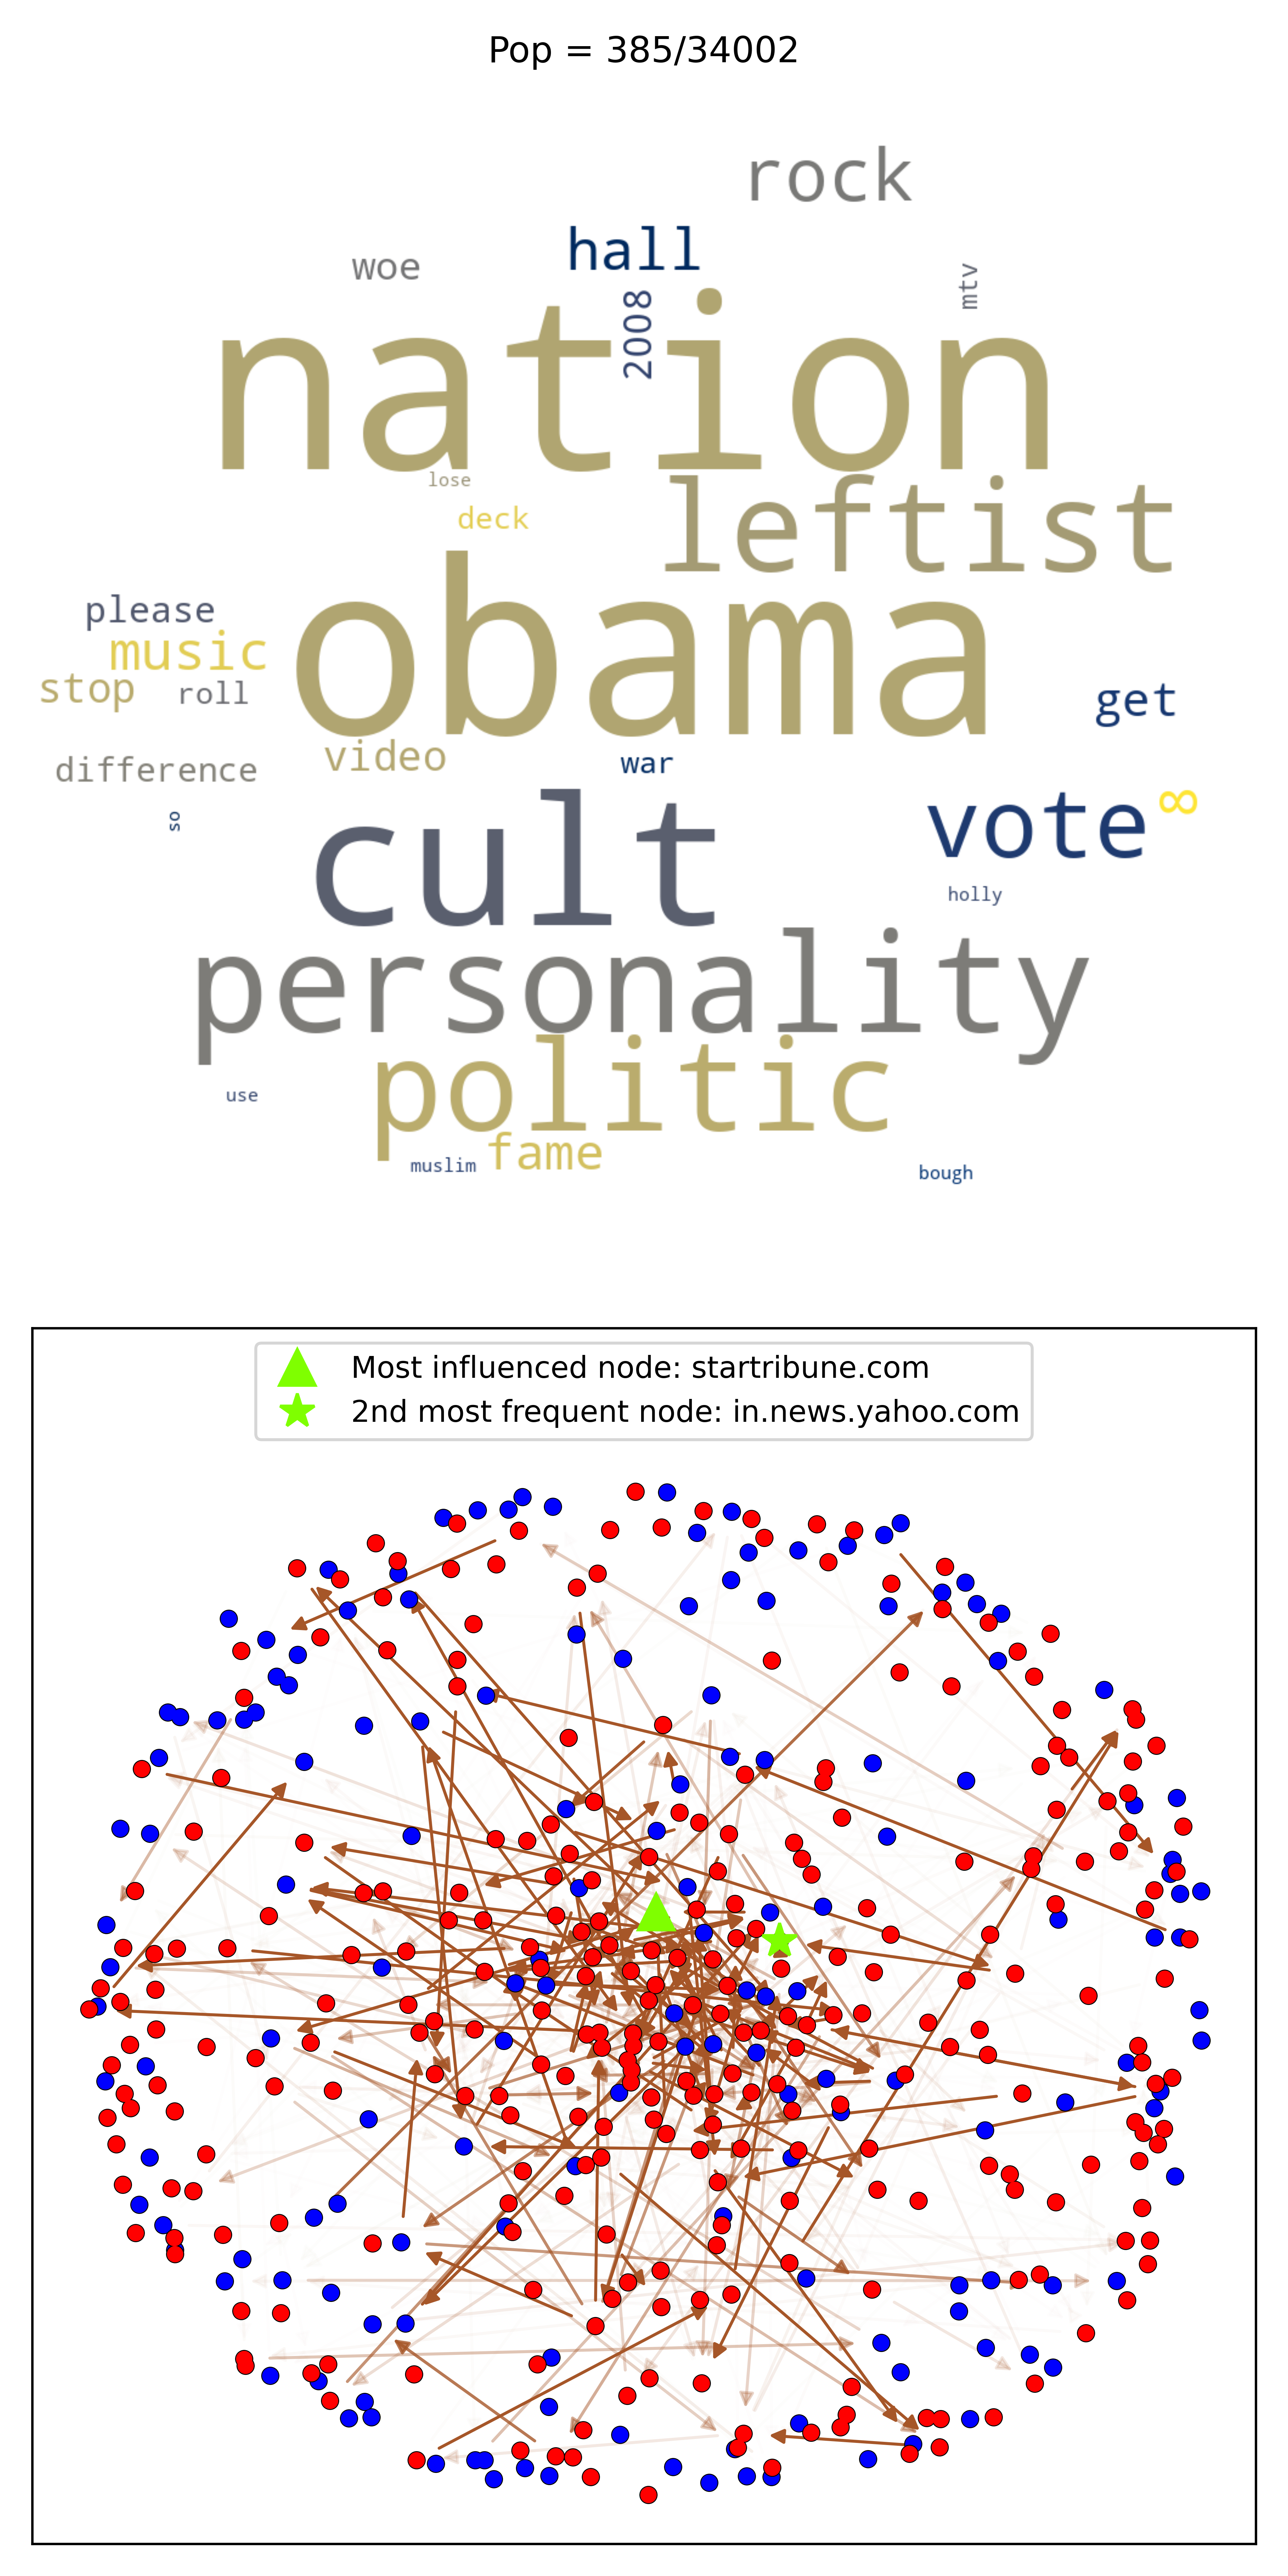 Pop = 385/34002
rock
hall
woe
mtv
2008
nation
lose
leftist
deck
obama
please
music
stop
roll
get
video
war
difference
cult
vote
∞
so
holly
personality
politic
use
fame
muslim
bough
Most influenced node: startribune.com
2nd most frequent node: in.news.yahoo.com